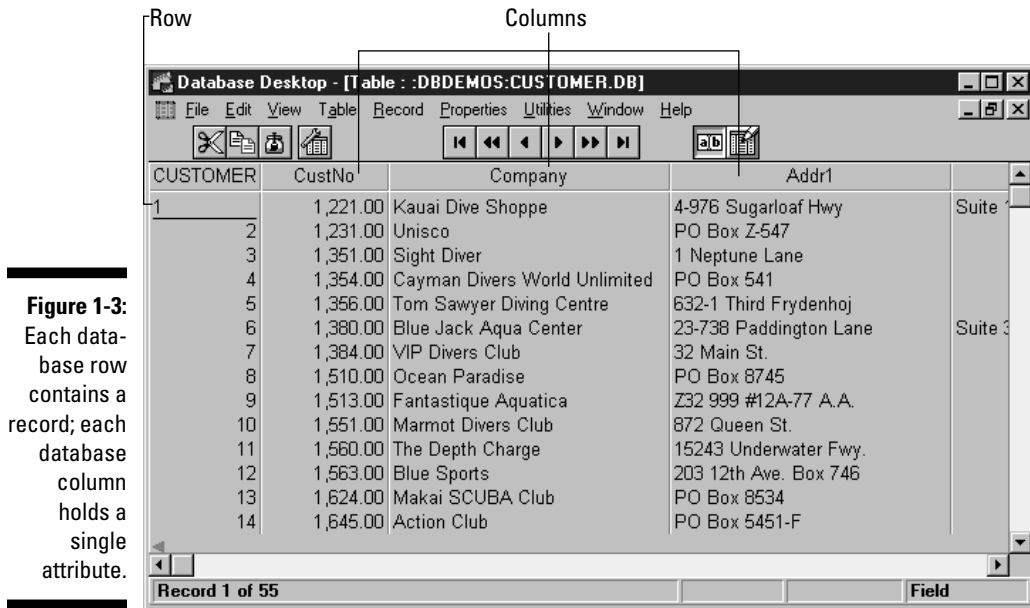 Row
Columns
Database Desktop - [Table : :DBDEMOS:CUSTOMER.DB]
File Edit View Table Record Properties Utilities Window Help
CUSTOMER CustNo Company Addr1
1 1,221.00 Kauai Dive Shoppe 4-976 Sugarloaf Hwy Suite
2 1,231.00 Unisco PO Box Z-547
3 1,351.00 Sight Diver 1 Neptune Lane
4 1,354.00 Cayman Divers World Unlimited PO Box 541
5 1,356.00 Tom Sawyer Diving Centre 632-1 Third Frydenhoj
6 1,380.00 Blue Jack Aqua Center 23-738 Paddington Lane Suite
7 1,384.00 VIP Divers Club 32 Main St.
8 1,510.00 Ocean Paradise PO Box 8745
9 1,513.00 Fantastique Aquatica Z32 999 #12A-77 A.A.
10 1,551.00 Marmot Divers Club 872 Queen St.
11 1,560.00 The Depth Charge 15243 Underwater Fwy.
12 1,563.00 Blue Sports 203 12th Ave. Box 746
13 1,624.00 Makai SCUBA Club PO Box 8534
14 1,645.00 Action Club PO Box 5451-F
Record 1 of 55 Field
Figure 1-3:
Each data-
base row
contains a
record; each
database
column
holds a
single
attribute.